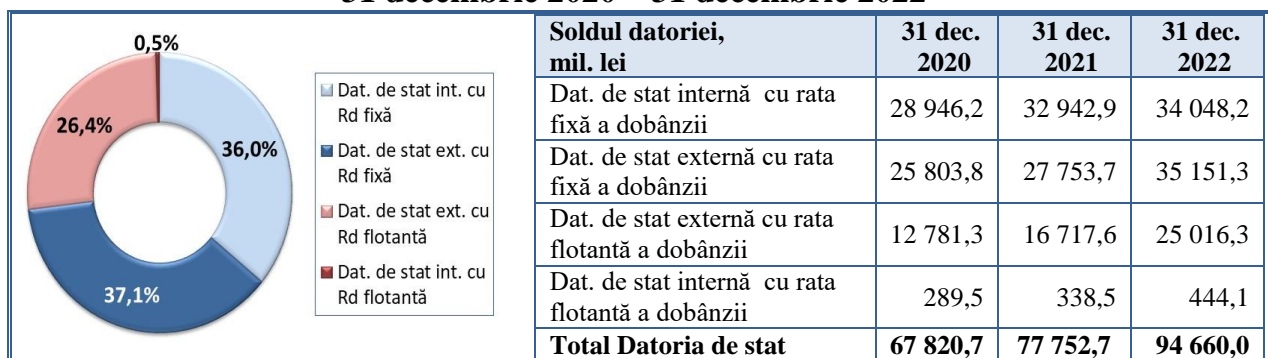 31 decembrie 2020 – 31 decembrie 2022
0,5%
26,4%
36,0%
37,1%
Dat. de stat int. cu
Rd fixă
Dat. de stat ext. cu
Rd fixă
Dat. de stat ext. cu
Rd flotantă
Dat. de stat int. cu
Rd flotantă
Soldul datoriei, 31 dec. 31 dec. 31 dec.
mil. lei 2020 2021 2022
Dat. de stat internă cu rata
fixă a dobânzii 28 946,2 32 942,9 34 048,2
Dat. de stat externă cu rata
fixă a dobânzii 25 803,8 27 753,7 35 151,3
Dat. de stat externă cu rata
flotantă a dobânzii 12 781,3 16 717,6 25 016,3
Dat. de stat internă cu rata
flotantă a dobânzii 289,5 338,5 444,1
Total Datoria de stat 67 820,7 77 752,7 94 660,0